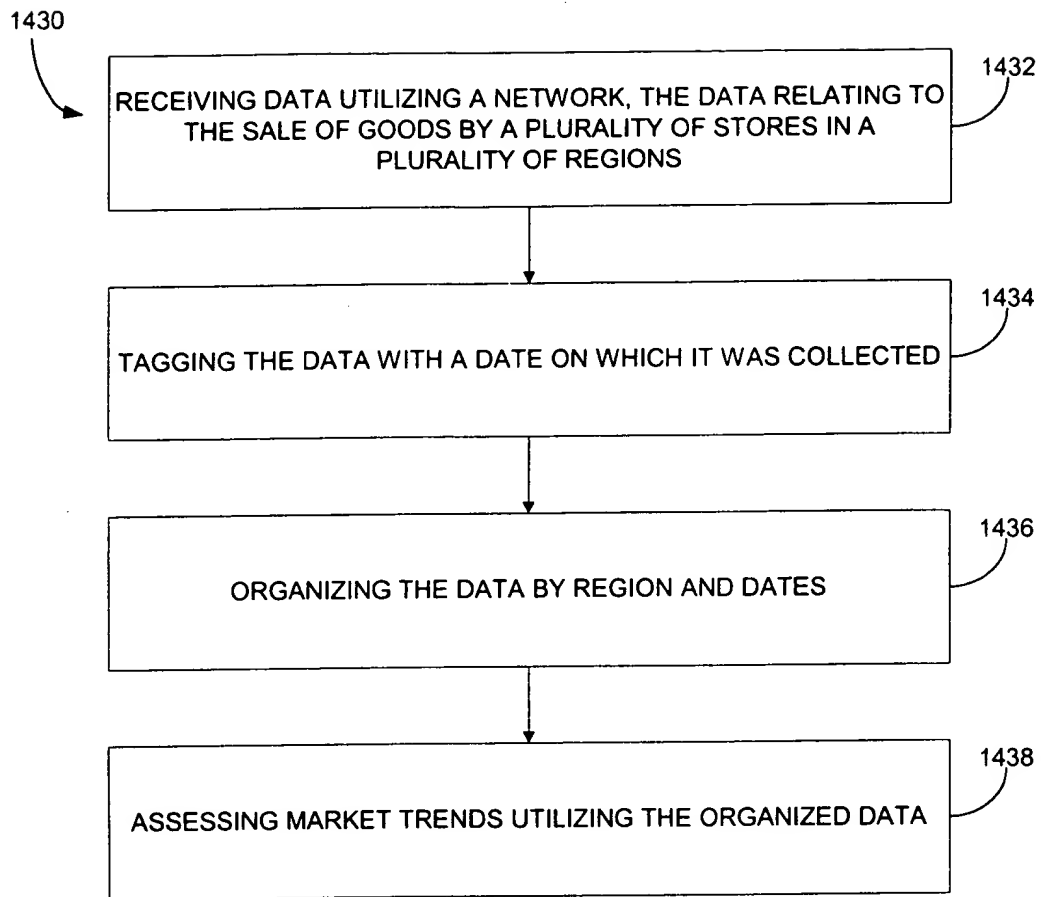 1430
1432
RECEIVING DATA UTILIZING A NETWORK, THE DATA RELATING TO
THE SALE OF GOODS BY A PLURALITY OF STORES IN A
PLURALITY OF REGIONS
1434
TAGGING THE DATA WITH A DATE ON WHICH IT WAS COLLECTED
1436
ORGANIZING THE DATA BY REGION AND DATES
1438
ASSESSING MARKET TRENDS UTILIZING THE ORGANIZED DATA